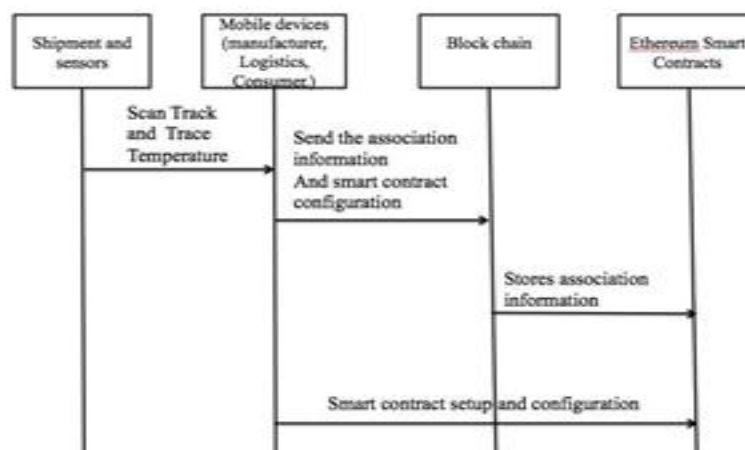 Shipment and
sensors
Mobile devices
(manufacturer,
Logistics,
Consumer.)
Block chain
Ethereum Smart
Contracts
Scan Track
and Trace
Temperature
Send the association
information
And smart contract
configuration
Stores association
information
Smart contract setup and configuration